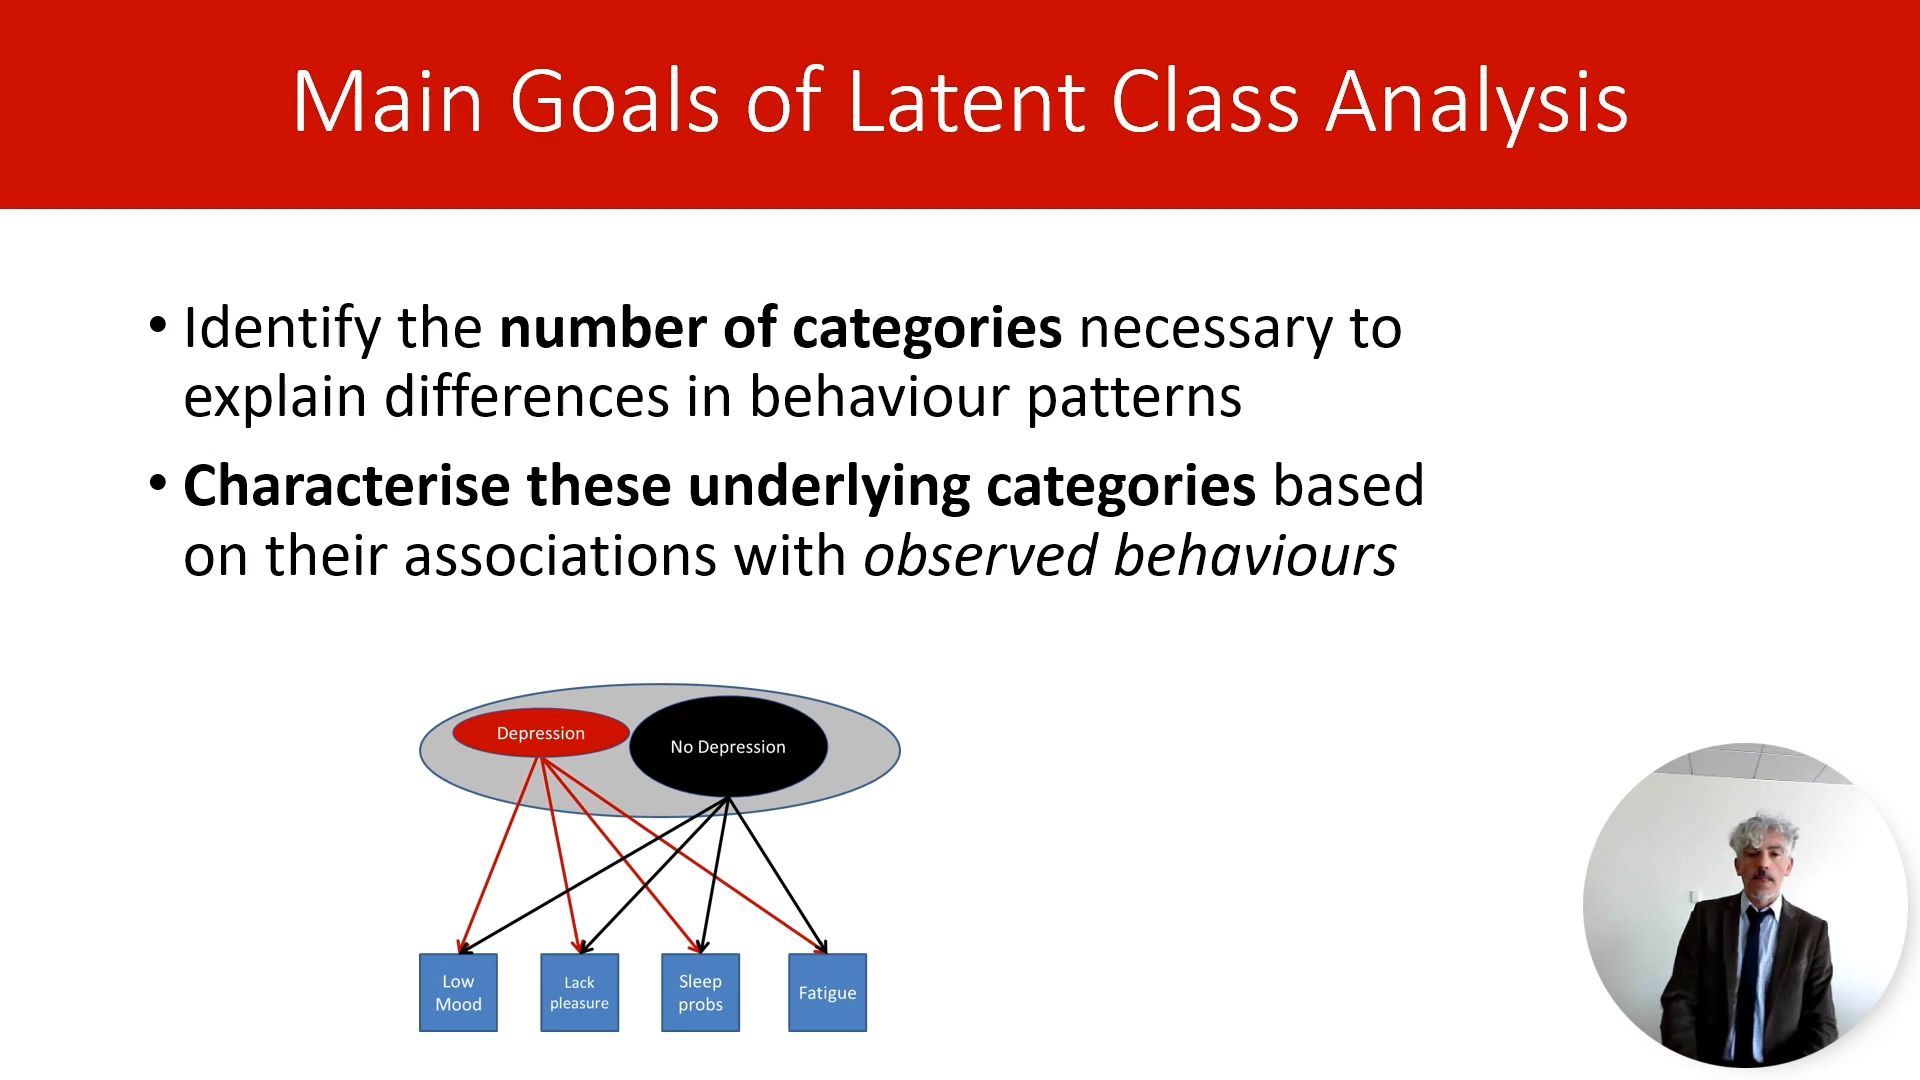 Main Goals of Latent Class Analysis
• Identify the number of categories necessary to
explain differences in behaviour patterns
• Characterise these underlying categories based
on their associations with observed behaviours
Depression
No Depression
Low
Mood
Lack
pleasure
Sleep
probs
Fatigue